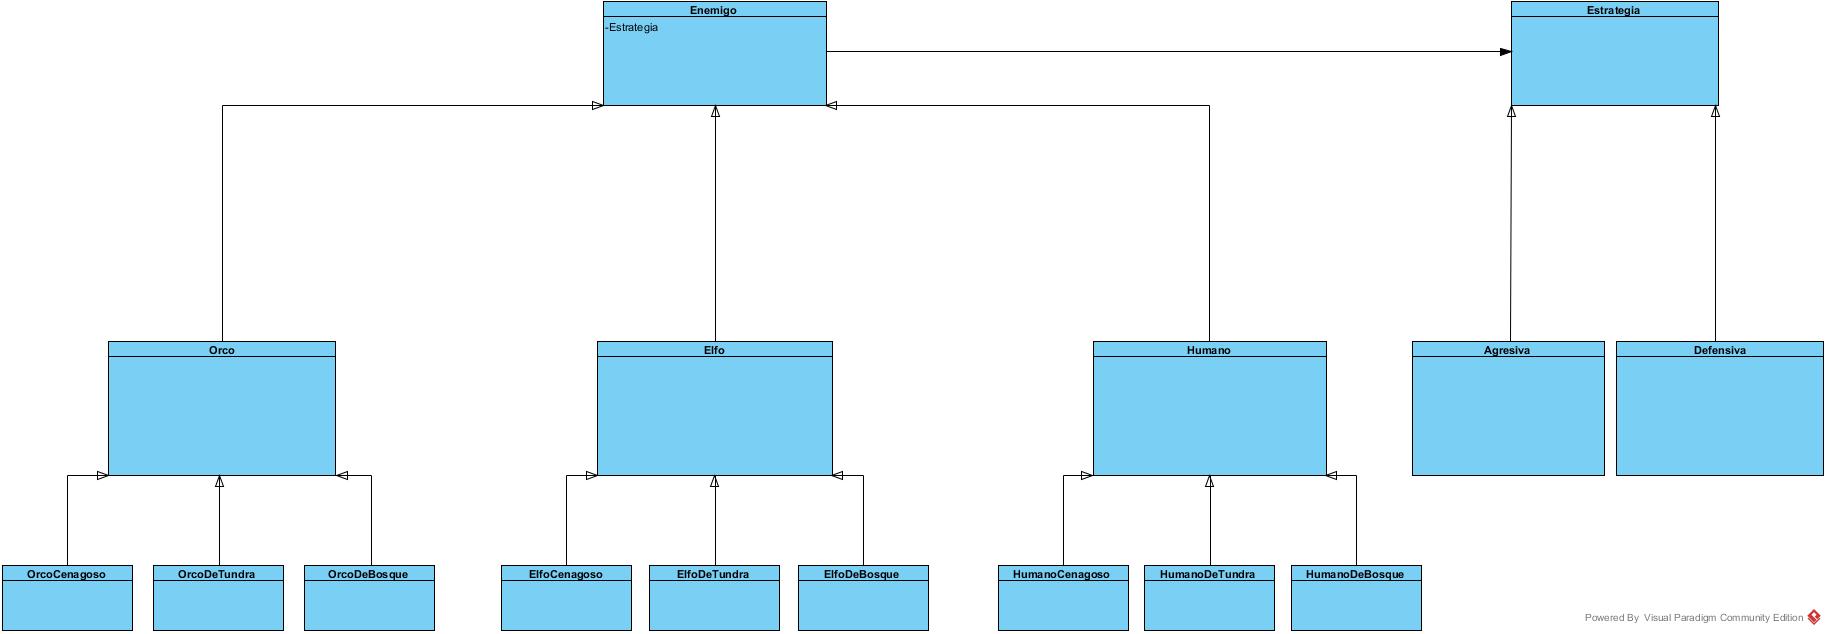 Enemigo
-Estrategia
Estrategia
Orco
Elfo
Humano
Agresiva
Defensiva
OrcoCenagoso
OrcoDeTundra
OrcoDeBosque
ElfoCenagoso
ElfoDeTundra
ElfoDeBosque
HumanoCenagoso
HumanoDeTundra
HumanoDeBosque
Powered By Visual Paradigm Community Edition